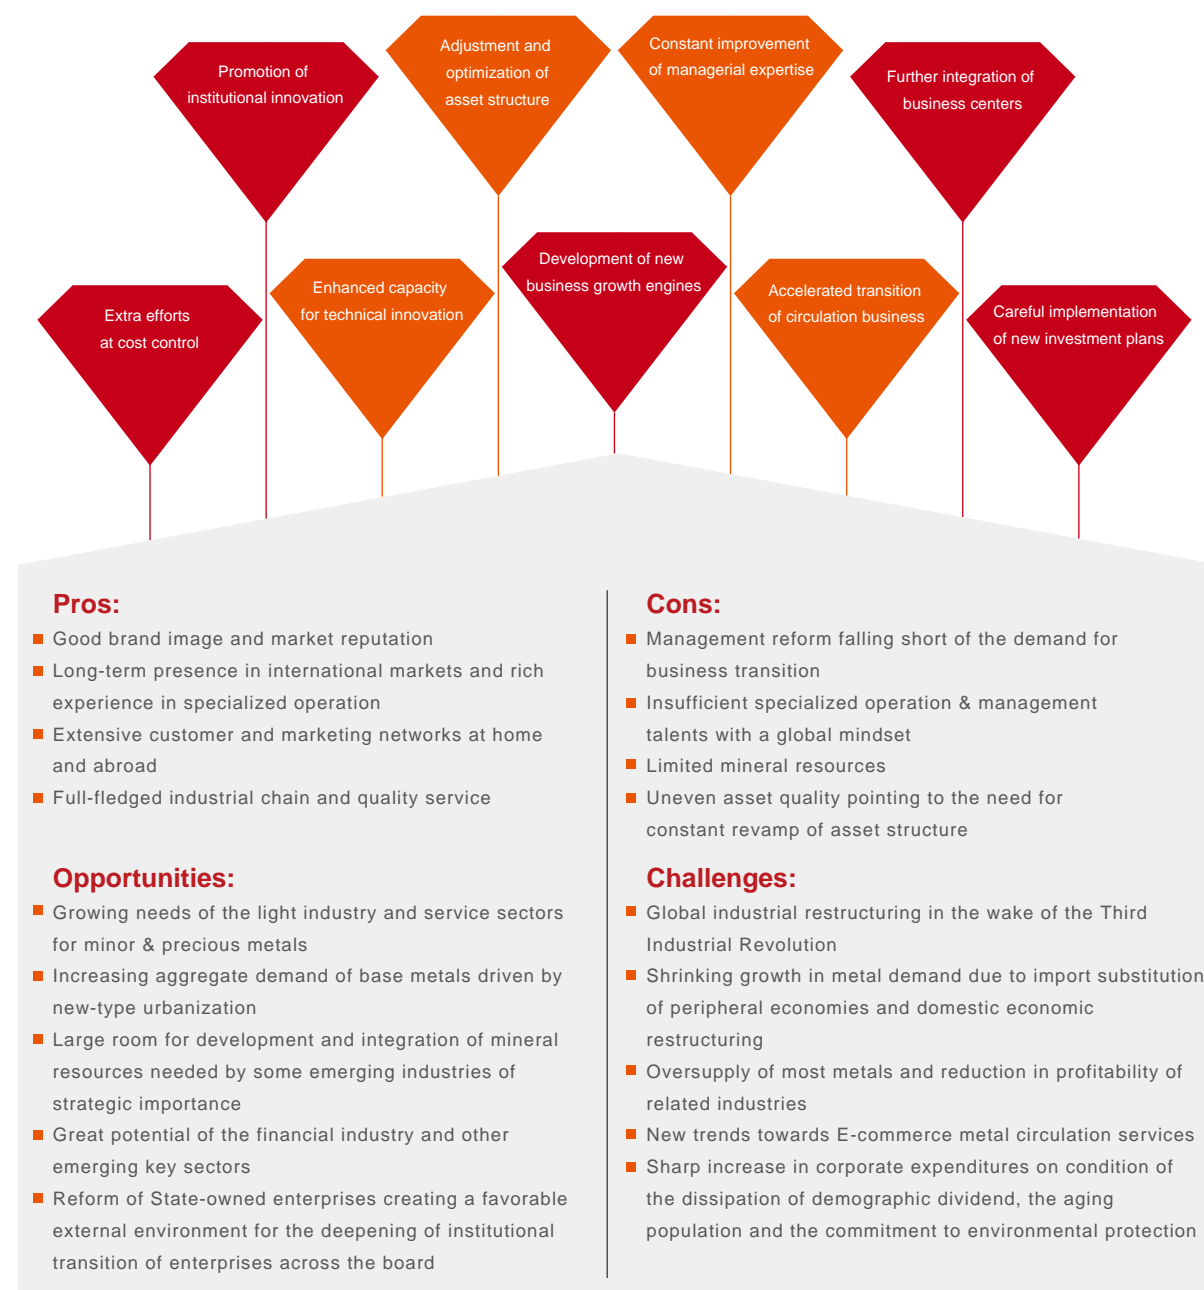 Promotion of
institutional innovation
Adjustment and
optimization of
asset structure
Constant improvement
of managerial expertise
Further integration of
business centers
Extra efforts
at cost control
Enhanced capacity
for technical innovation
Development of new
business growth engines
Accelerated transition
of circulation business
Careful implementation
of new investment plans
Pros:
Good brand image and market reputation
Long-term presence in international markets and rich
experience in specialized operation
Extensive customer and marketing networks at home
and abroad
Full-fledged industrial chain and quality service
Cons:
Management reform falling short of the demand for
business transition
Insufficient specialized operation & management
talents with a global mindset
Limited mineral resources
Uneven asset quality pointing to the need for
constant revamp of asset structure
Opportunities:
Growing needs of the light industry and service sectors
for minor & precious metals
Increasing aggregate demand of base metals driven by
new-type urbanization
Large room for development and integration of mineral
resources needed by some emerging industries of
strategic importance
Great potential of the financial industry and other
emerging key sectors
Reform of State-owned enterprises creating a favorable
external environment for the deepening of institutional
transition of enterprises across the board
Challenges:
Global industrial restructuring in the wake of the Third
Industrial Revolution
Shrinking growth in metal demand due to import substitution
of peripheral economies and domestic economic
restructuring
Oversupply of most metals and reduction in profitability of
related industries
New trends towards E-commerce metal circulation services
Sharp increase in corporate expenditures on condition of
the dissipation of demographic dividend, the aging
population and the commitment to environmental protection